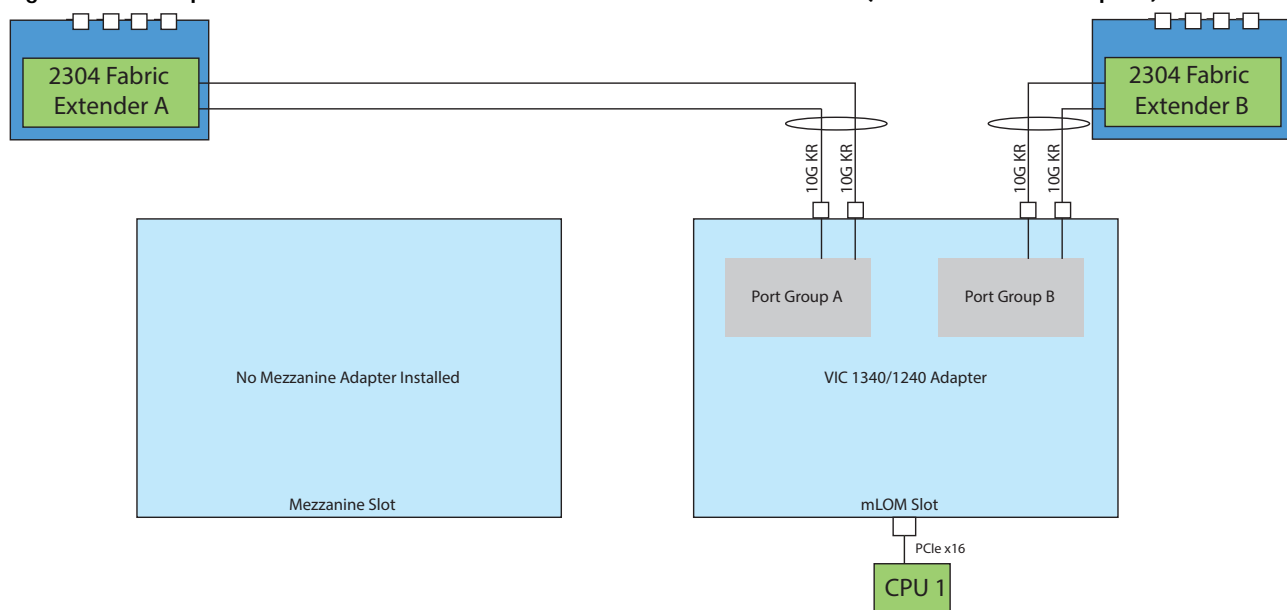 2304 Fabric
Extender A
2304 Fabric
Extender B
10G KR
10G KR
10G KR
10G KR
Port Group A
Port Group B
No Mezzanine Adapter Installed
VIC 1340/1240 Adapter
Mezzanine Slot
mLOM Slot
PCIe x16
CPU 1